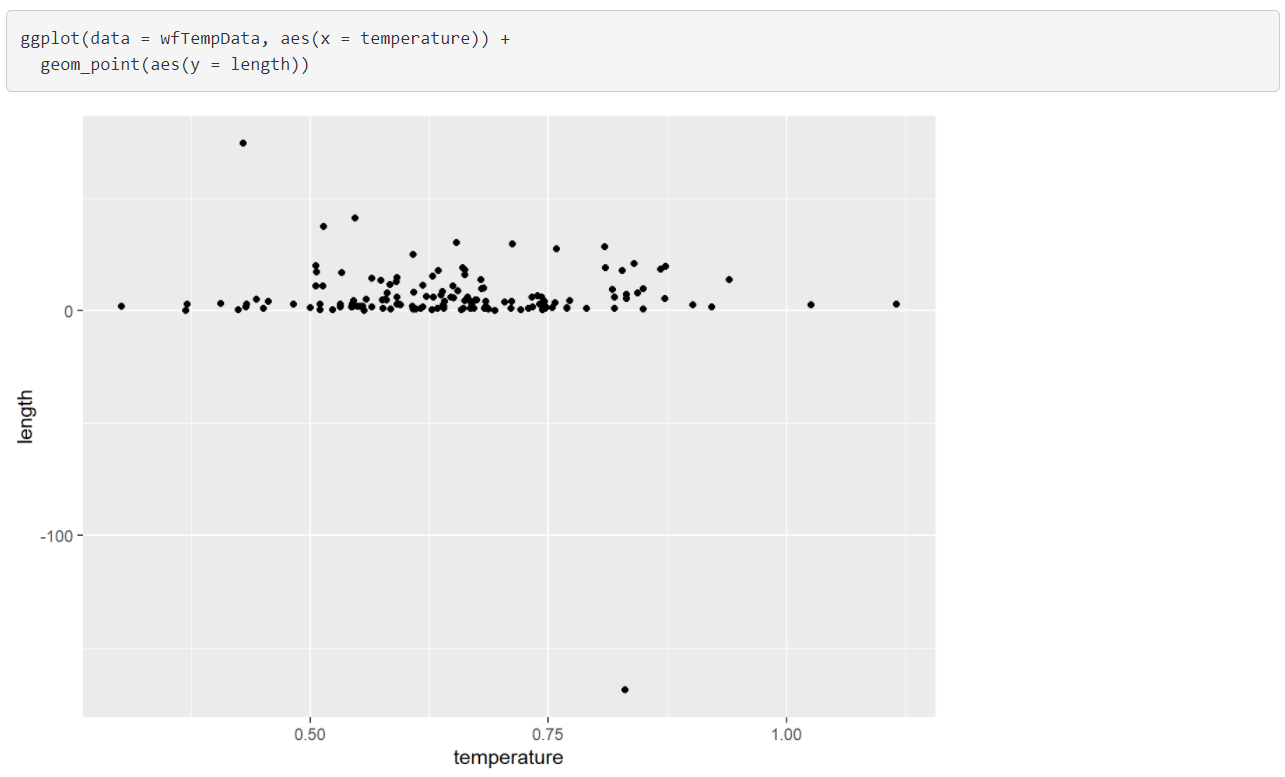 ggplot(data = wfTempData, aes(x = temperature)) +
  geom_point(aes(y = length))
0
-100
length
0.50 0.75 1.00
temperature